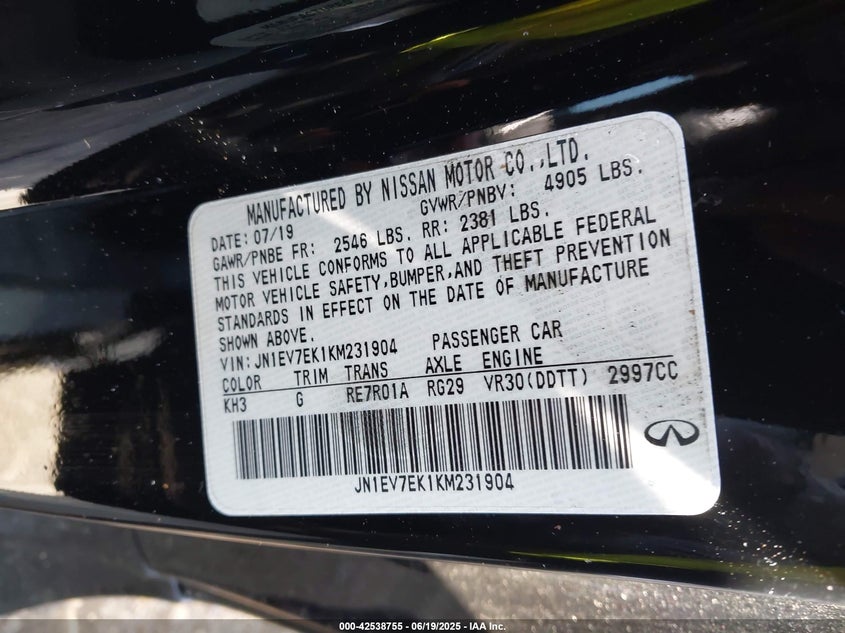 MANUFACTURED BY NISSAN MOTOR CO.,LTD.
DATE: 07/19 GVWR/PNBV: 4905 LBS.
GAWR/PNBE FR: 2546 LBS. RR: 2381 LBS.
THIS VEHICLE CONFORMS TO ALL APPLICABLE FEDERAL
MOTOR VEHICLE SAFETY,BUMPER,AND THEFT PREVENTION
STANDARDS IN EFFECT ON THE DATE OF MANUFACTURE
SHOWN ABOVE.
VIN: JN1EV7EK1KM231904 PASSENGER CAR
COLOR TRIM TRANS AXLE ENGINE
KH3 G RE7R01A RG29 VR30(DDTT) 2997CC
JN1EV7EK1KM231904
000-42538755 - 06/19/2025 - IAA Inc.